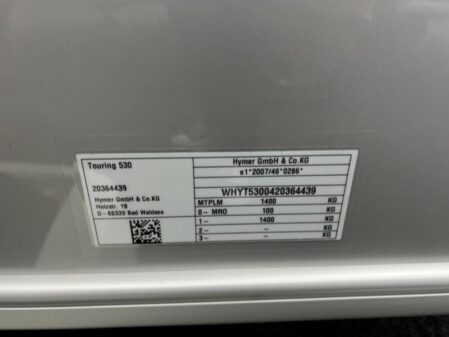 Touring 530
20364439
Hymer GmbH & Co.KG
Holzstr. 19
D-88339 Bad Waldsee
Hymer GmbH & Co.KG
e1*2007/46*0286*
WHYT5300420364439
MTPLM 1400 KG
0- MRO 100 KG
1- 1400 KG
2- – KG
3- – KG